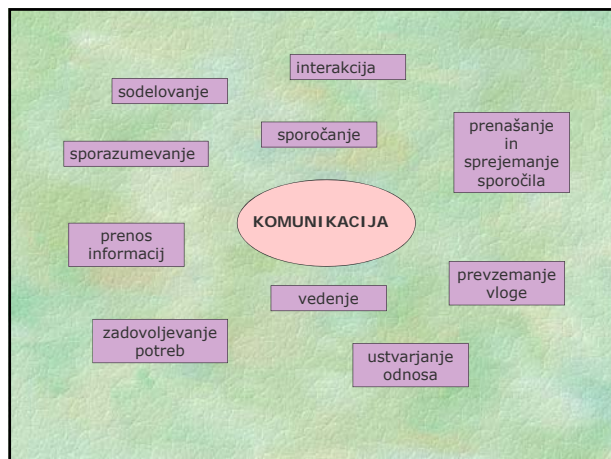 interakcija
sodelovanje
sporočanje
prenašanje
in
sprejemanje
sporočila
sporazumevanje
KOMUNIKACIJA
prenos
informacij
prevzemanje
vloge
vedenje
zadovoljevanje
potreb
ustvarjanje
odnosa